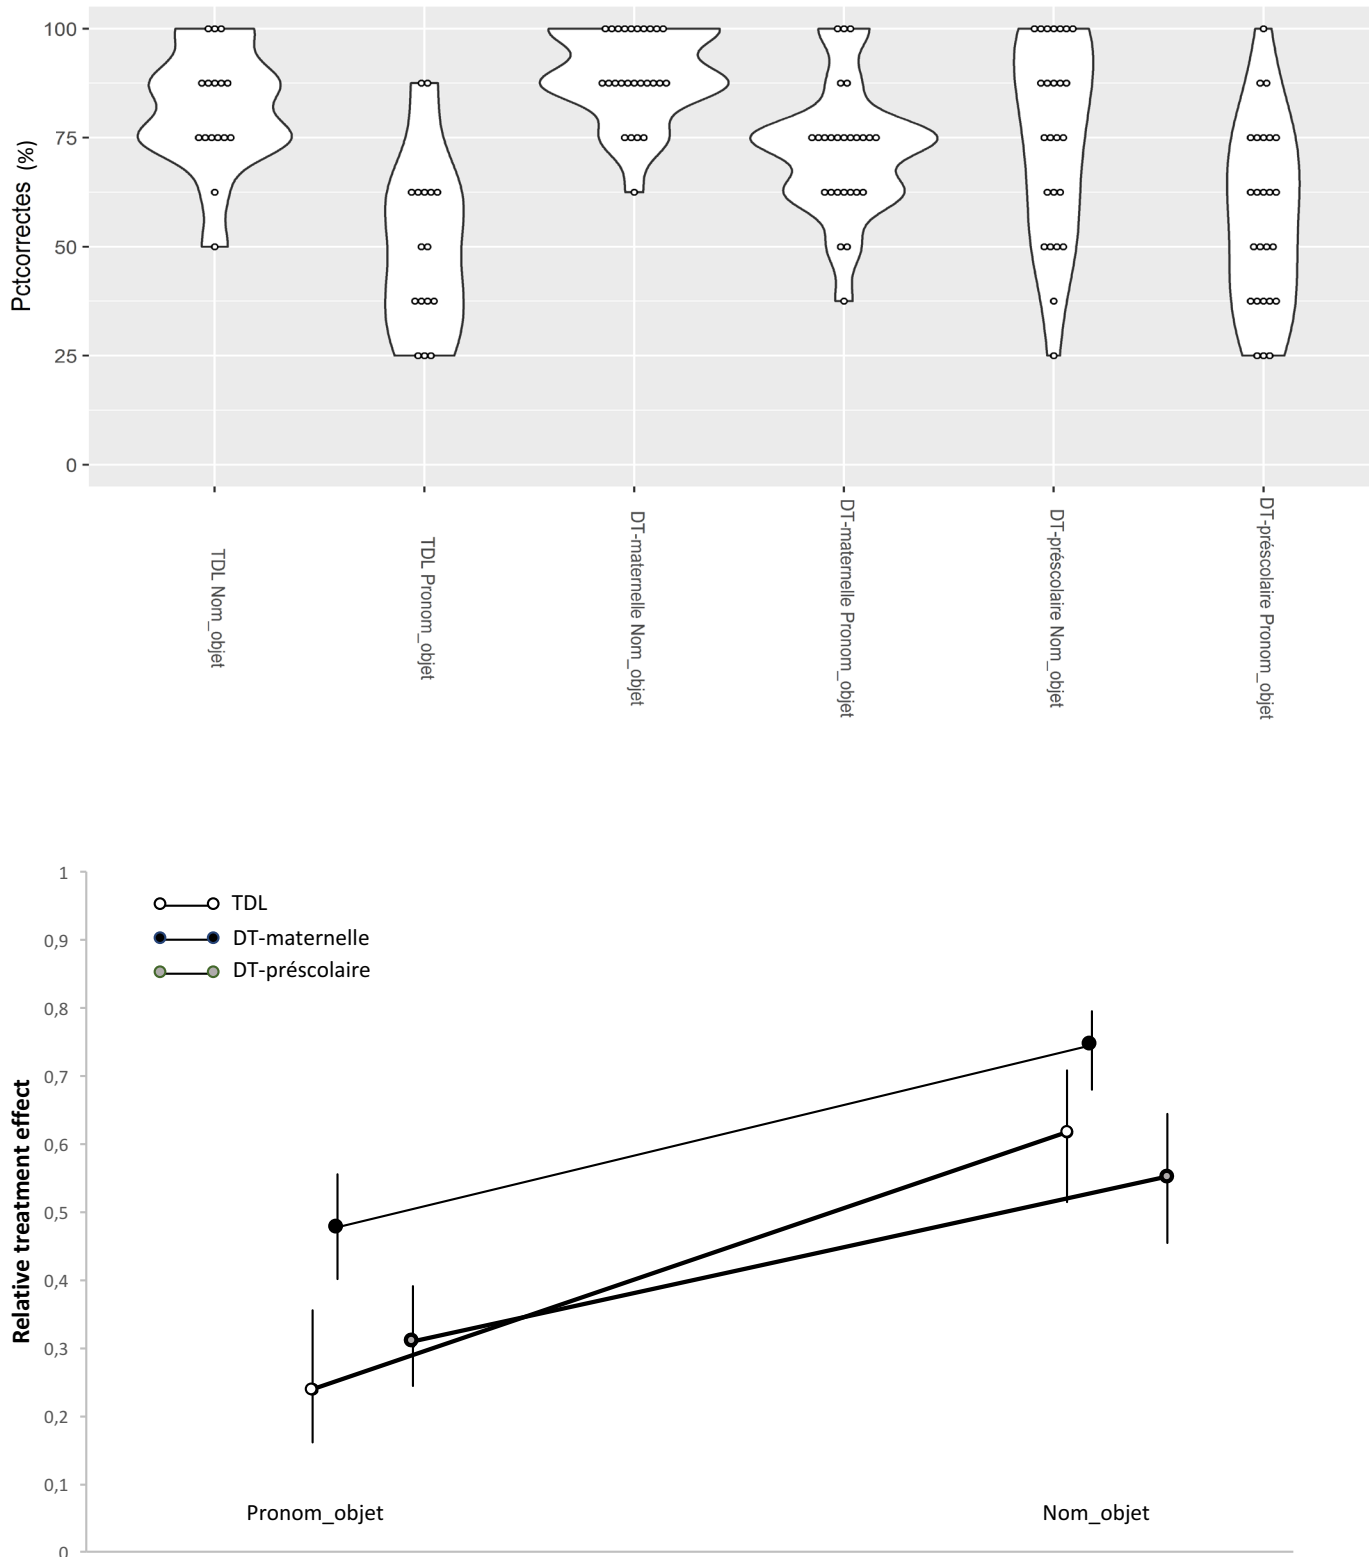 Pctcorrectes (%)
100
75
50
25
0
TDL Nom_objet
TDL Pronom_objet
DT-maternelle Nom_objet
DT-maternelle Pronom_objet
DT-préscolaire Nom_objet
DT-préscolaire Pronom_objet
Relative treatment effect
1
0,9
0,8
0,7
0,6
0,5
0,4
0,3
0,2
0,1
0
TDL
DT-maternelle
DT-préscolaire
Pronom_objet
Nom_objet